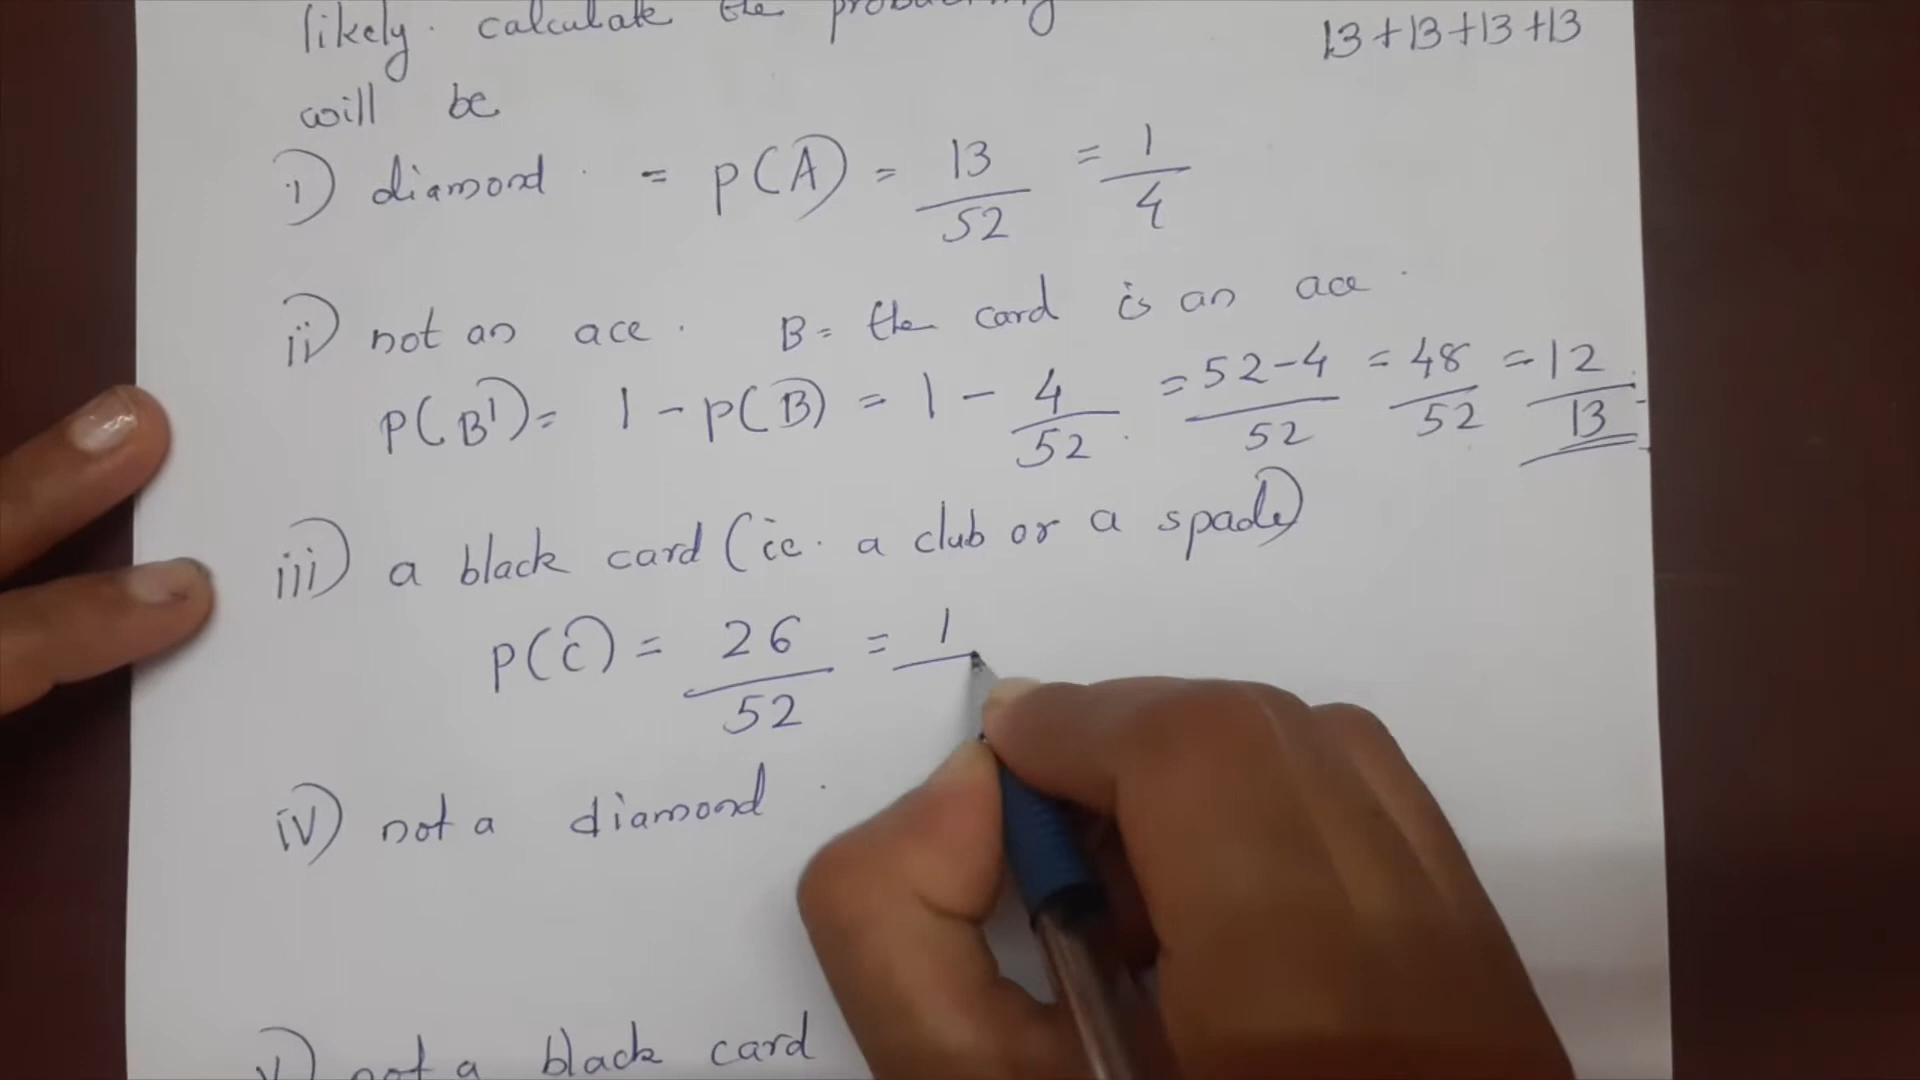 likely. calculate the probability
13+13+13+13
will be
i) diamond. = P(A) = 13/52 = 1/4
ii) not an ace. B = the card is an ace.
P(B') = 1 - P(B) = 1 - 4/52. = 52-4/52 = 48/52 = 12/13
iii) a black card (ie. a club or a spade)
P(C) = 26/52 = 1
iv) not a diamond.
v) not a black card